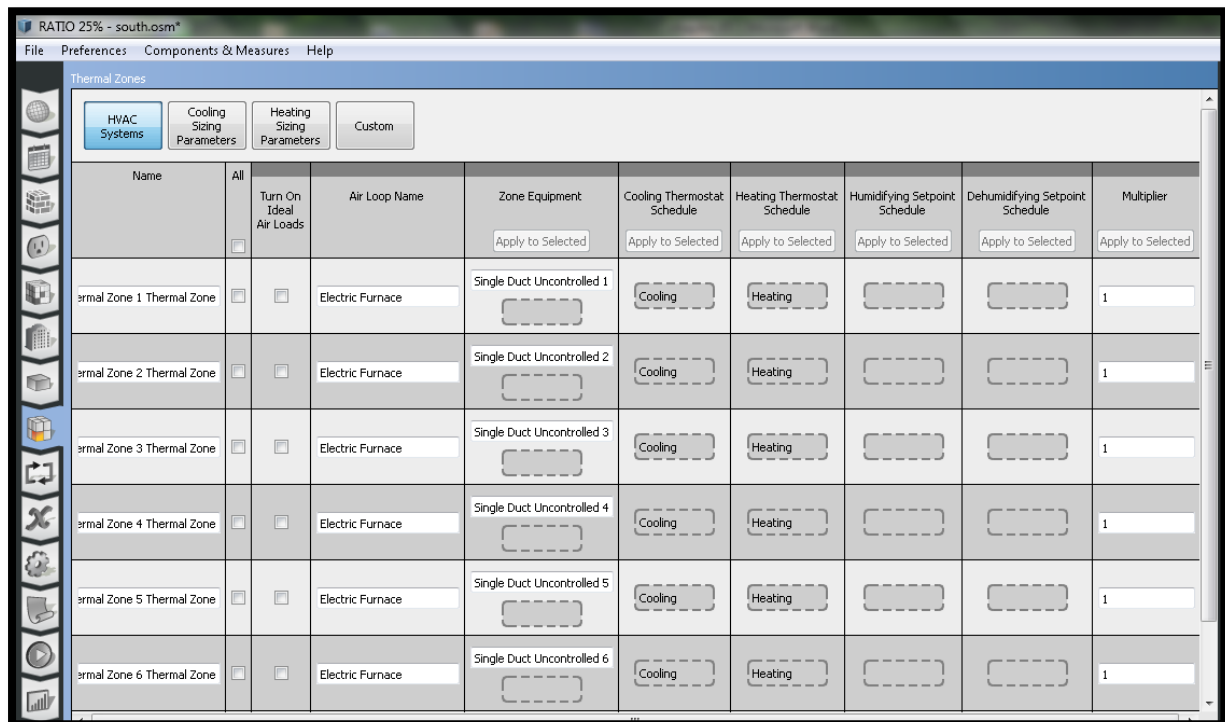 RATIO 25% - south.osm*
File Preferences Components & Measures Help
Thermal Zones
HVAC
Systems
Cooling
Sizing
Parameters
Heating
Sizing
Parameters
Custom
Name
All
Turn On
Ideal
Air Loads
Air Loop Name
Zone Equipment
Apply to Selected
Cooling Thermostat
Schedule
Apply to Selected
Heating Thermostat
Schedule
Apply to Selected
Humidifying Setpoint
Schedule
Apply to Selected
Dehumidifying Setpoint
Schedule
Apply to Selected
Multiplier
Apply to Selected
ermal Zone 1 Thermal Zone Electric Furnace Single Duct Uncontrolled 1 Cooling Heating 1
ermal Zone 2 Thermal Zone Electric Furnace Single Duct Uncontrolled 2 Cooling Heating 1
ermal Zone 3 Thermal Zone Electric Furnace Single Duct Uncontrolled 3 Cooling Heating 1
ermal Zone 4 Thermal Zone Electric Furnace Single Duct Uncontrolled 4 Cooling Heating 1
ermal Zone 5 Thermal Zone Electric Furnace Single Duct Uncontrolled 5 Cooling Heating 1
ermal Zone 6 Thermal Zone Electric Furnace Single Duct Uncontrolled 6 Cooling Heating 1